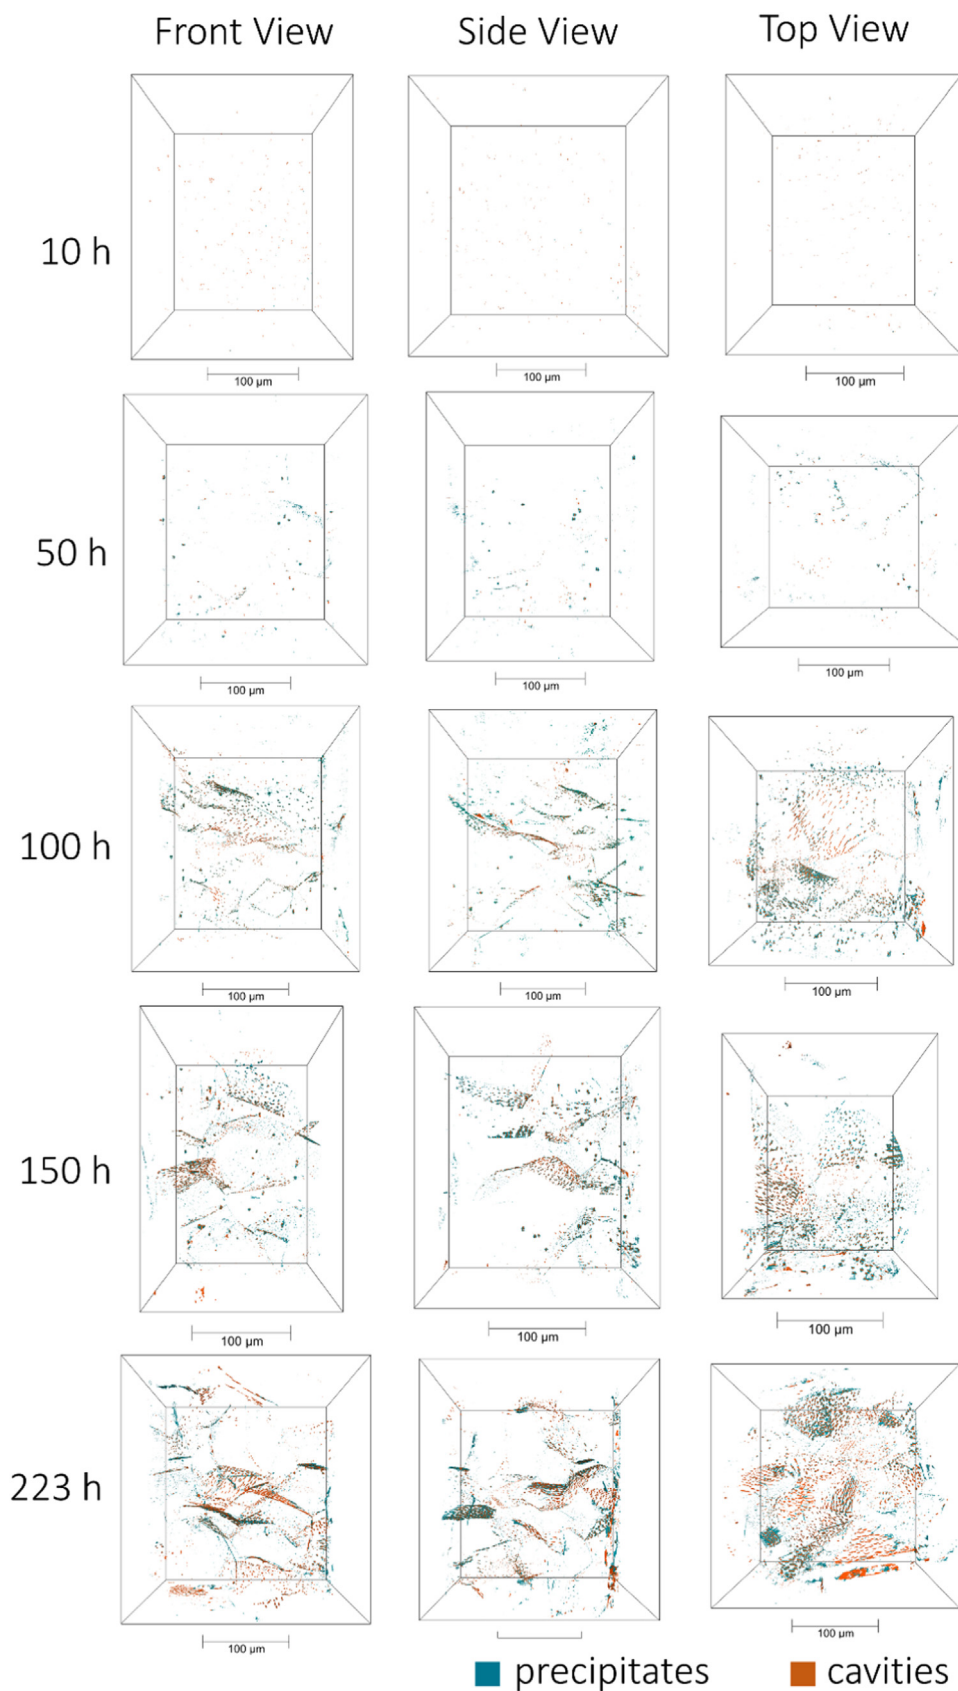 Front View Side View Top View
10 h
100 µm 100 µm 100 µm
50 h
100 µm 100 µm 100 µm
100 h
100 µm 100 µm 100 µm
150 h
100 µm 100 µm 100 µm
223 h
100 µm 100 µm
precipitates cavities